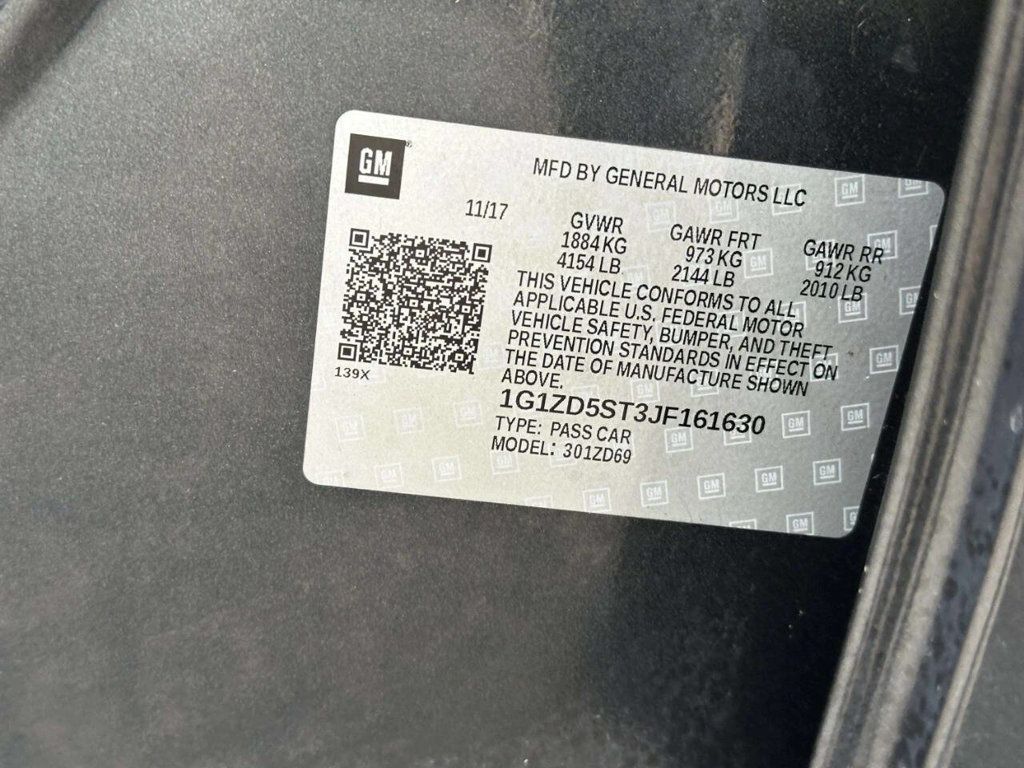 GM
MFD BY GENERAL MOTORS LLC
11/17
GVWR
1884 KG
4154 LB
GAWR FRT
973 KG
2144 LB
GAWR RR
912 KG
2010 LB
THIS VEHICLE CONFORMS TO ALL
APPLICABLE U.S. FEDERAL MOTOR
VEHICLE SAFETY, BUMPER, AND THEFT
PREVENTION STANDARDS IN EFFECT ON
THE DATE OF MANUFACTURE SHOWN
ABOVE.
139X
1G1ZD5ST3JF161630
TYPE: PASS CAR
MODEL: 301ZD69